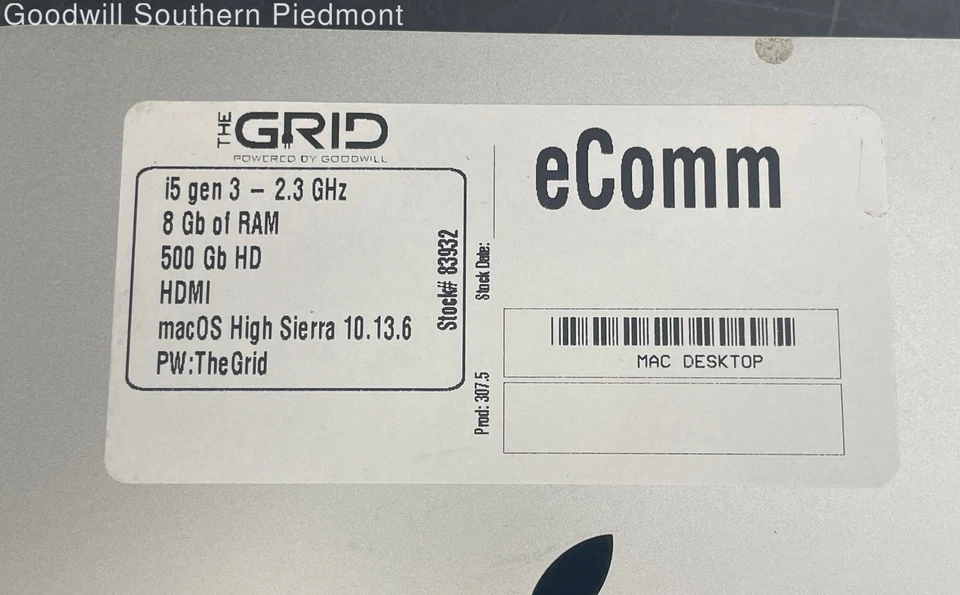 Goodwill Southern Piedmont
THE GRID
POWERED BY GOODWILL
i5 gen 3 – 2.3 GHz
8 Gb of RAM
500 Gb HD
HDMI
macOS High Sierra 10.13.6
PW:TheGrid
Stock# 83932
eComm
Stock Date:
Prod: 307.5
MAC DESKTOP